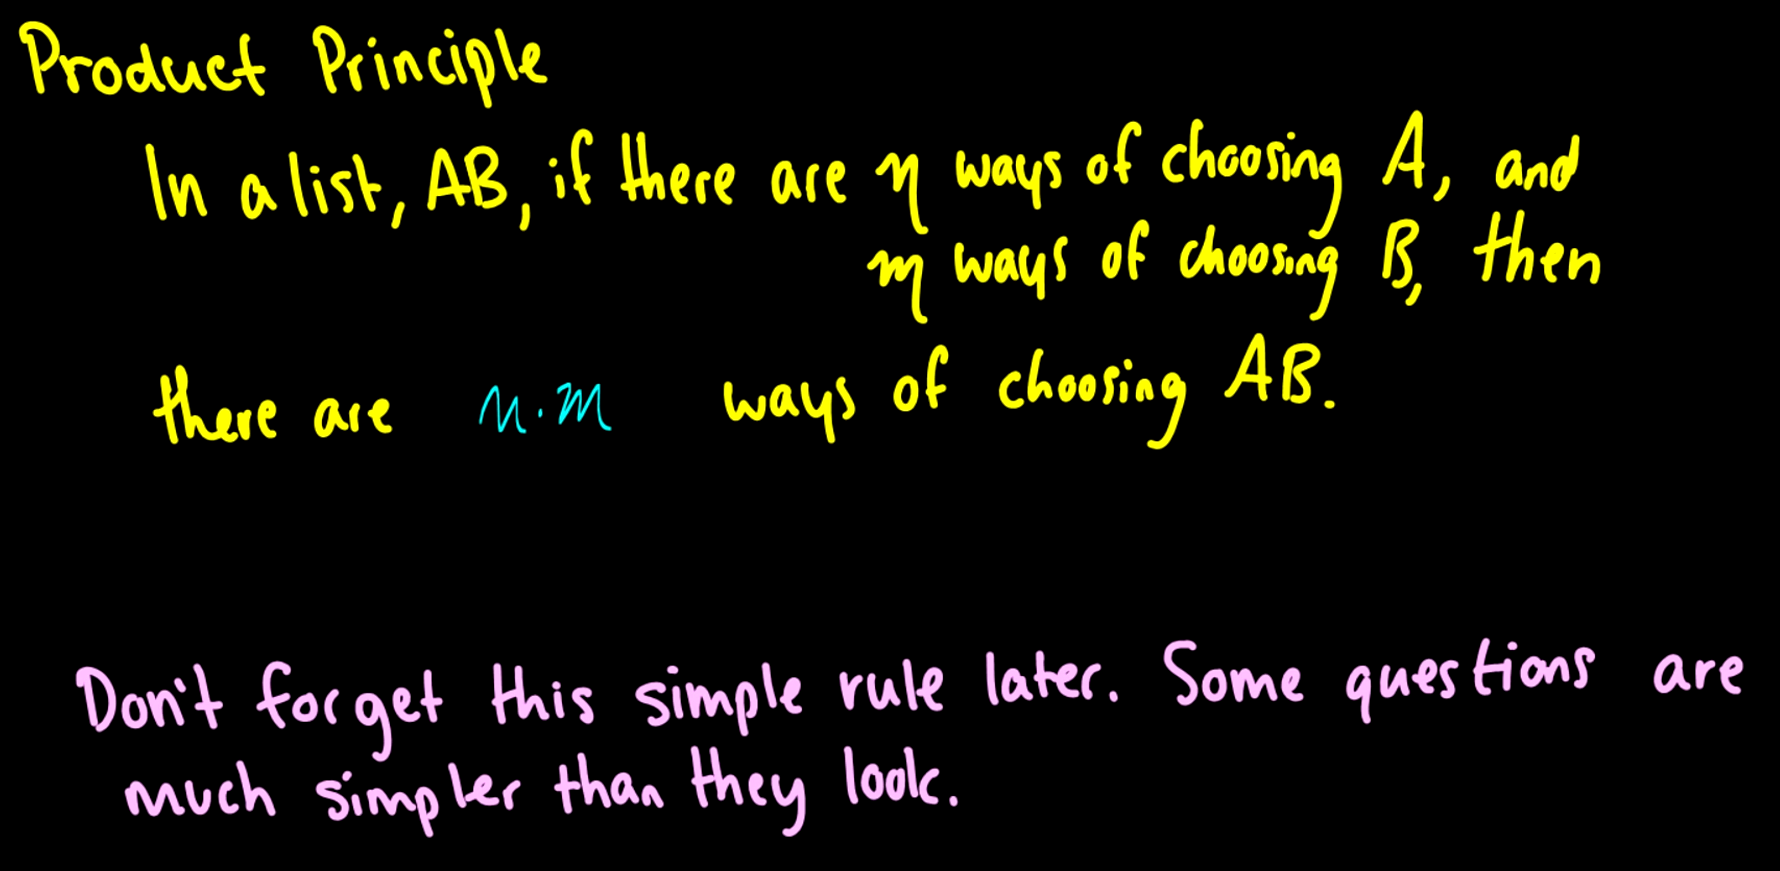 Product Principle
In a list, AB, if there are n ways of choosing A, and
m ways of choosing B, then
there are n·m ways of choosing AB.
Don't forget this simple rule later. Some questions are
much simpler than they look.